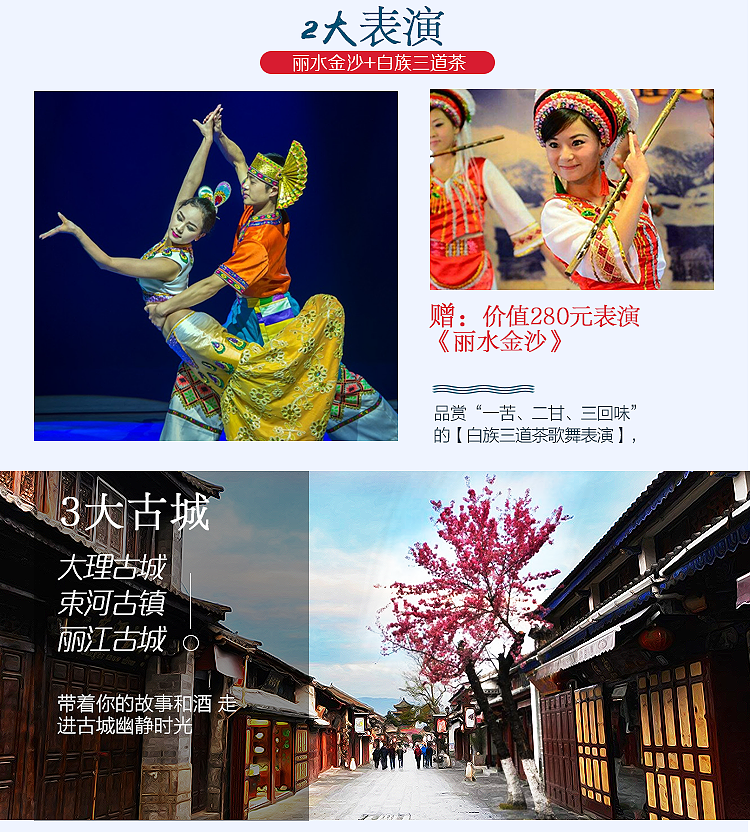 2大表演
丽水金沙+白族三道茶
赠：价值280元表演
《丽水金沙》
品赏“一苦、二甘、三回味”
的【白族三道茶歌舞表演】，
3大古城
大理古城
束河古镇
丽江古城
带着你的故事和酒 走
进古城幽静时光